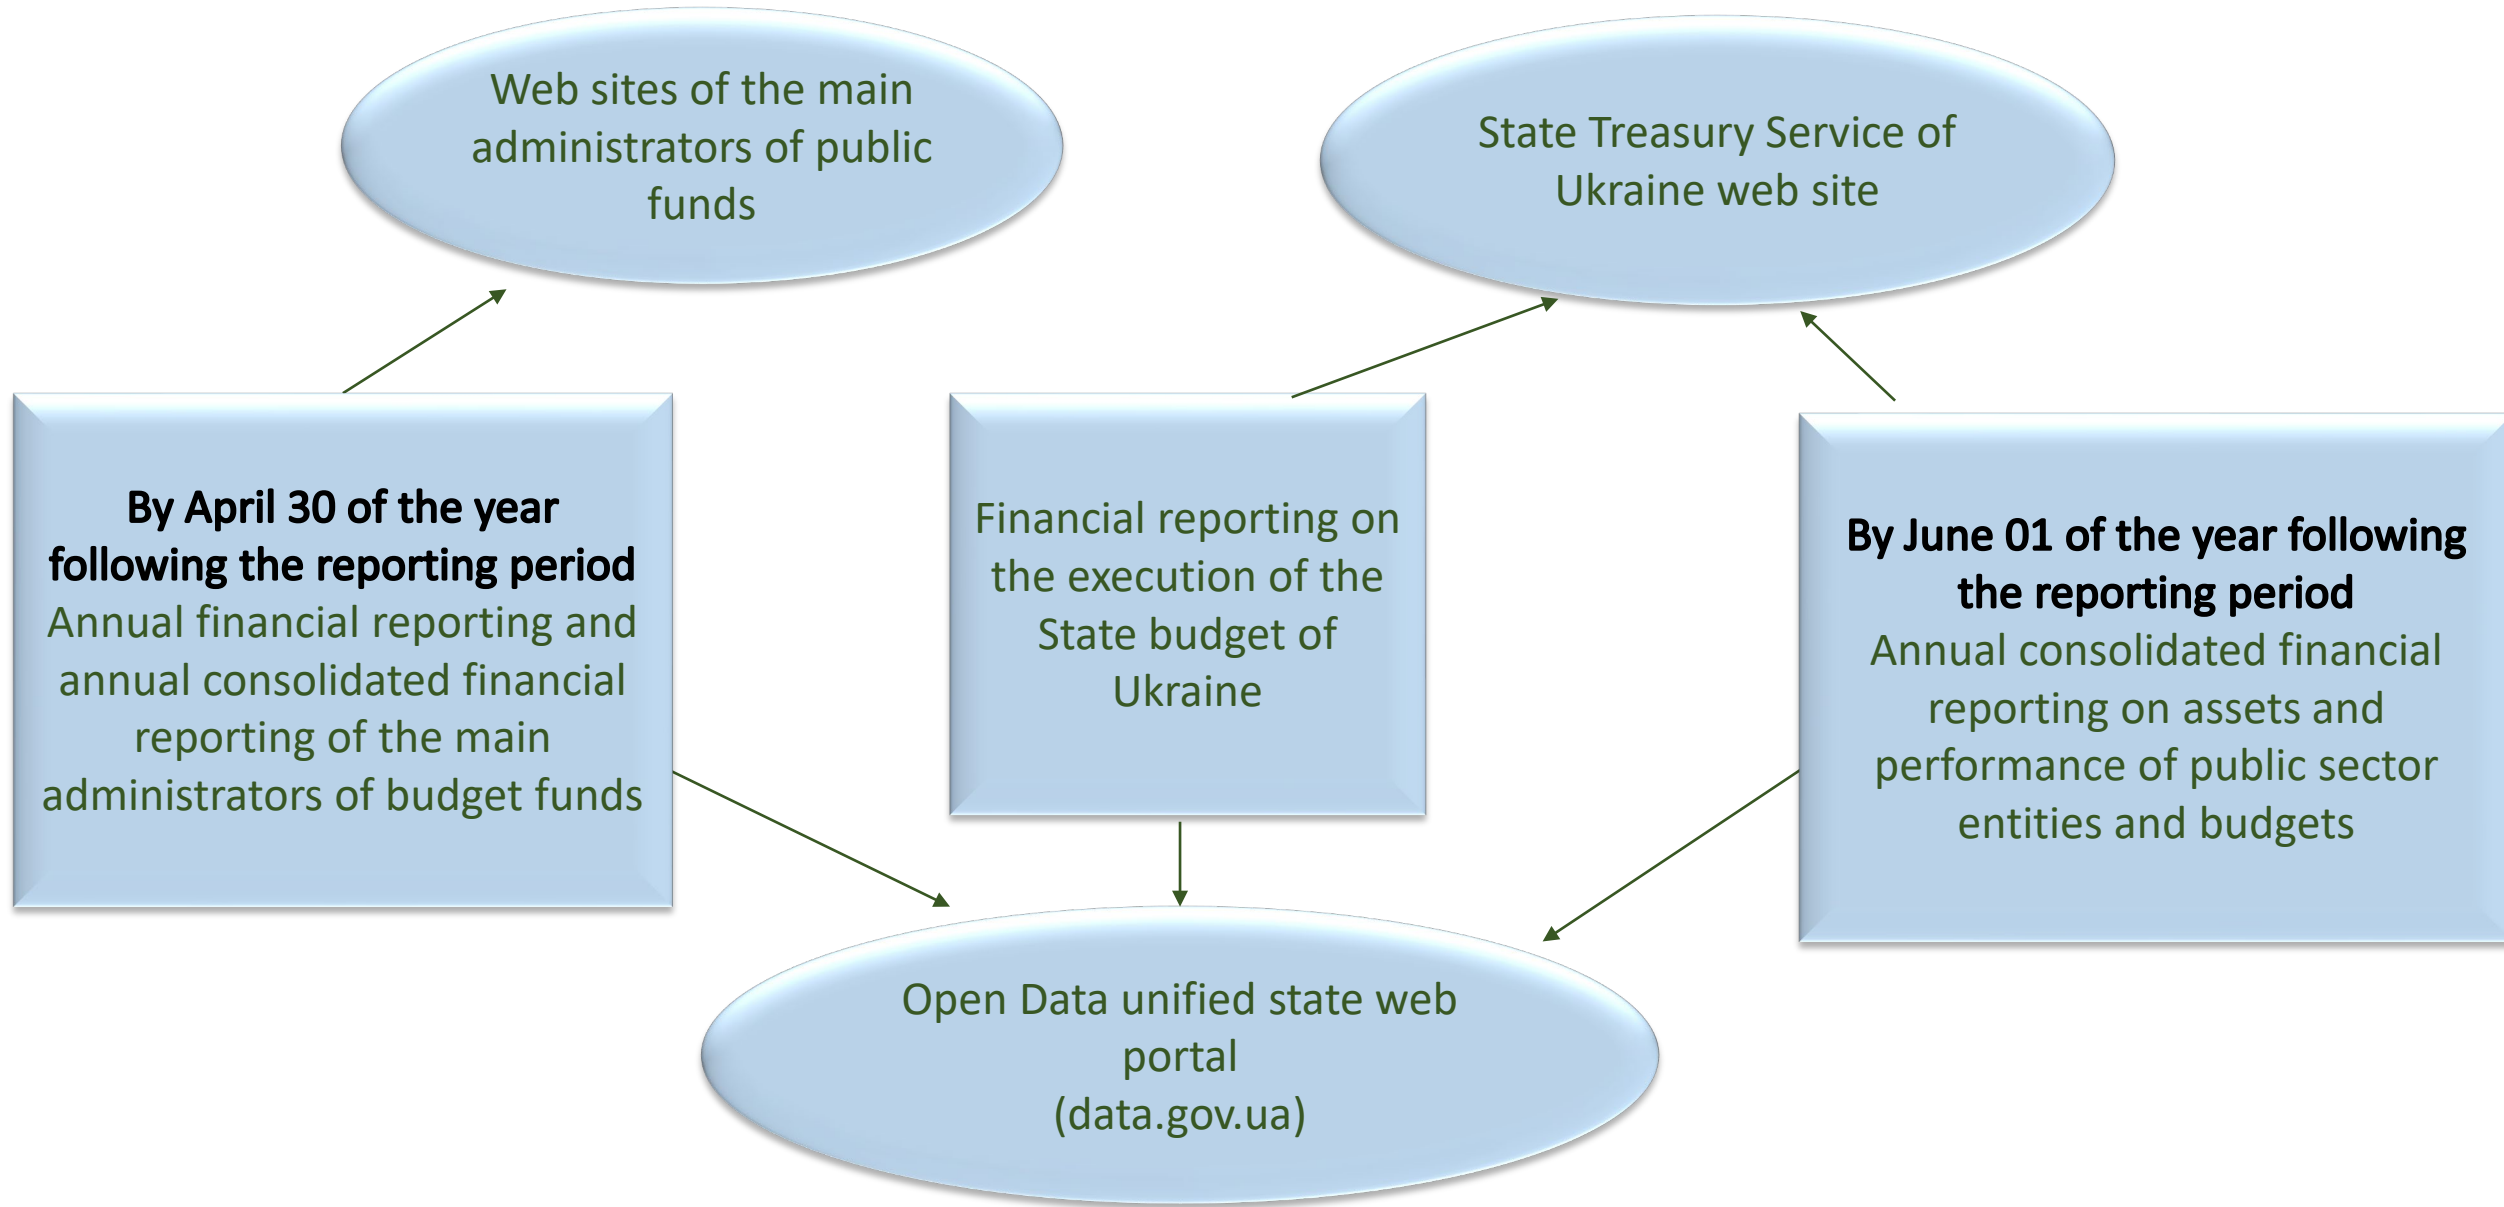 Web sites of the main
administrators of public
funds
State Treasury Service of
Ukraine web site
By April 30 of the year
following the reporting period
Annual financial reporting and
annual consolidated financial
reporting of the main
administrators of budget funds
Financial reporting on
the execution of the
State budget of
Ukraine
By June 01 of the year following
the reporting period
Annual consolidated financial
reporting on assets and
performance of public sector
entities and budgets
Open Data unified state web
portal
(data.gov.ua)